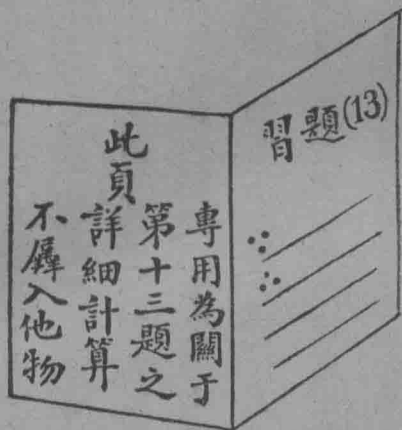 此頁
專用為關于
第十三題之
詳細計算
不羼入他物
習題(13)
∵
∴